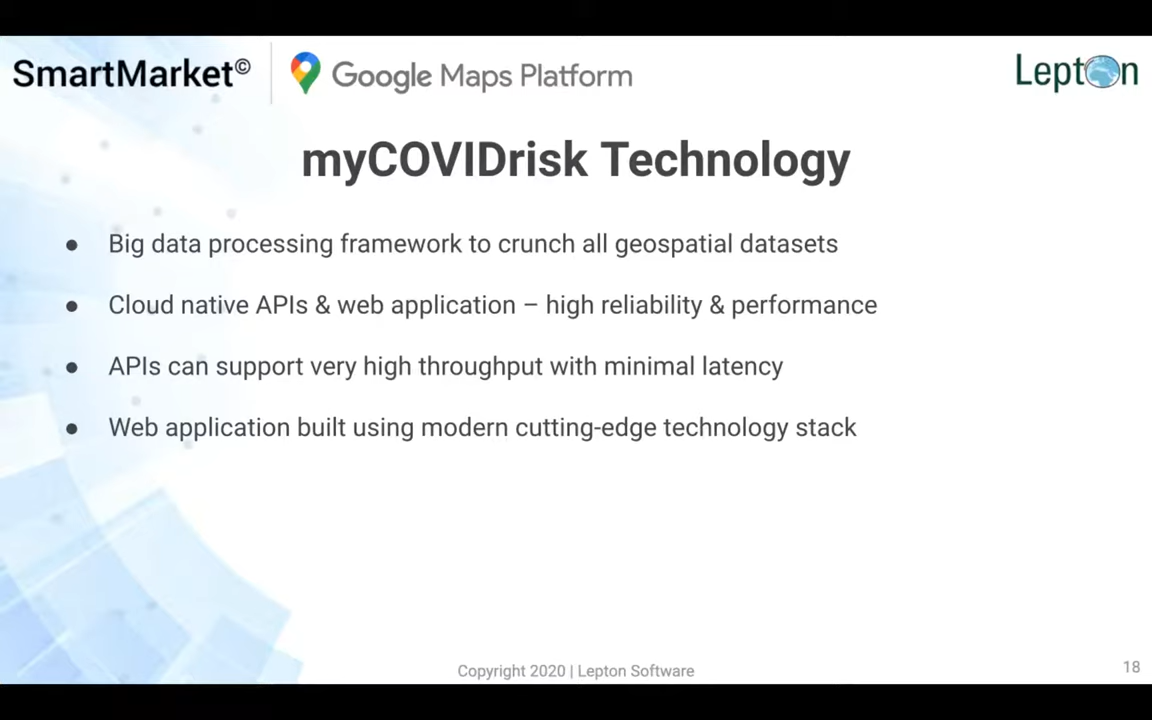 SmartMarket©
Google Maps Platform
Lepton
myCOVIDrisk Technology
● Big data processing framework to crunch all geospatial datasets
● Cloud native APIs & web application – high reliability & performance
● APIs can support very high throughput with minimal latency
● Web application built using modern cutting-edge technology stack
Copyright 2020 | Lepton Software
18